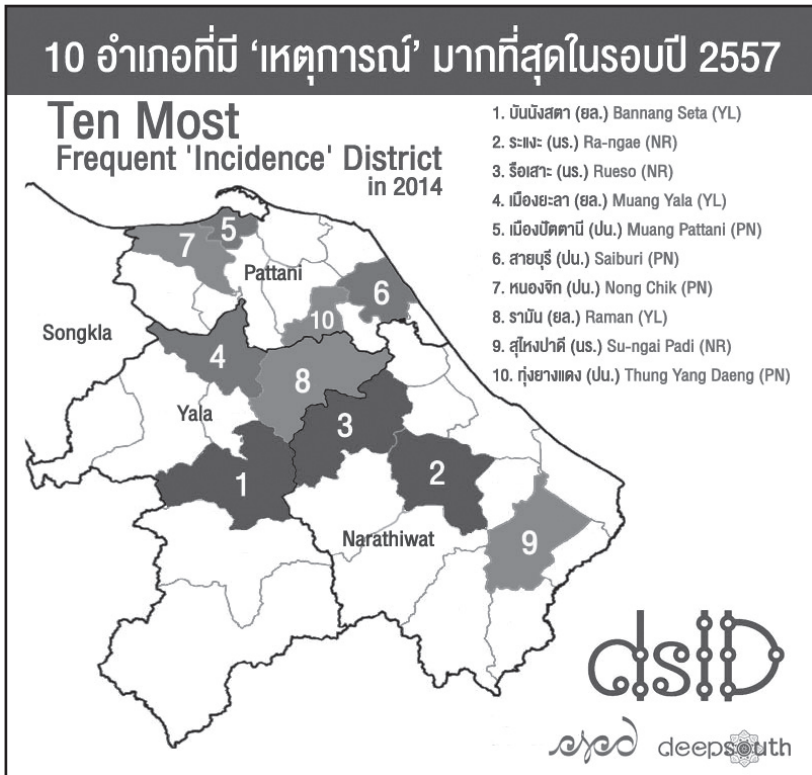 10 อำเภอที่มี 'เหตุการณ์' มากที่สุดในรอบปี 2557
Ten Most
Frequent 'Incidence' District
in 2014
1. บันนังสตา (ยล.) Bannang Seta (YL)
2. ระแงะ (นร.) Ra-ngae (NR)
3. รือเสาะ (นร.) Rueso (NR)
4. เมืองยะลา (ยล.) Muang Yala (YL)
5. เมืองปัตตานี (ปน.) Muang Pattani (PN)
6. สายบุรี (ปน.) Saiburi (PN)
7. หนองจิก (ปน.) Nong Chik (PN)
8. รามัน (ยล.) Raman (YL)
9. สุไหงปาดี (นร.) Su-ngai Padi (NR)
10. ทุ่งยางแดง (ปน.) Thung Yang Daeng (PN)
5
7
Pattani
6
10
Songkla
4
8
Yala
3
1
2
Narathiwat
9
dsID
deepsouth